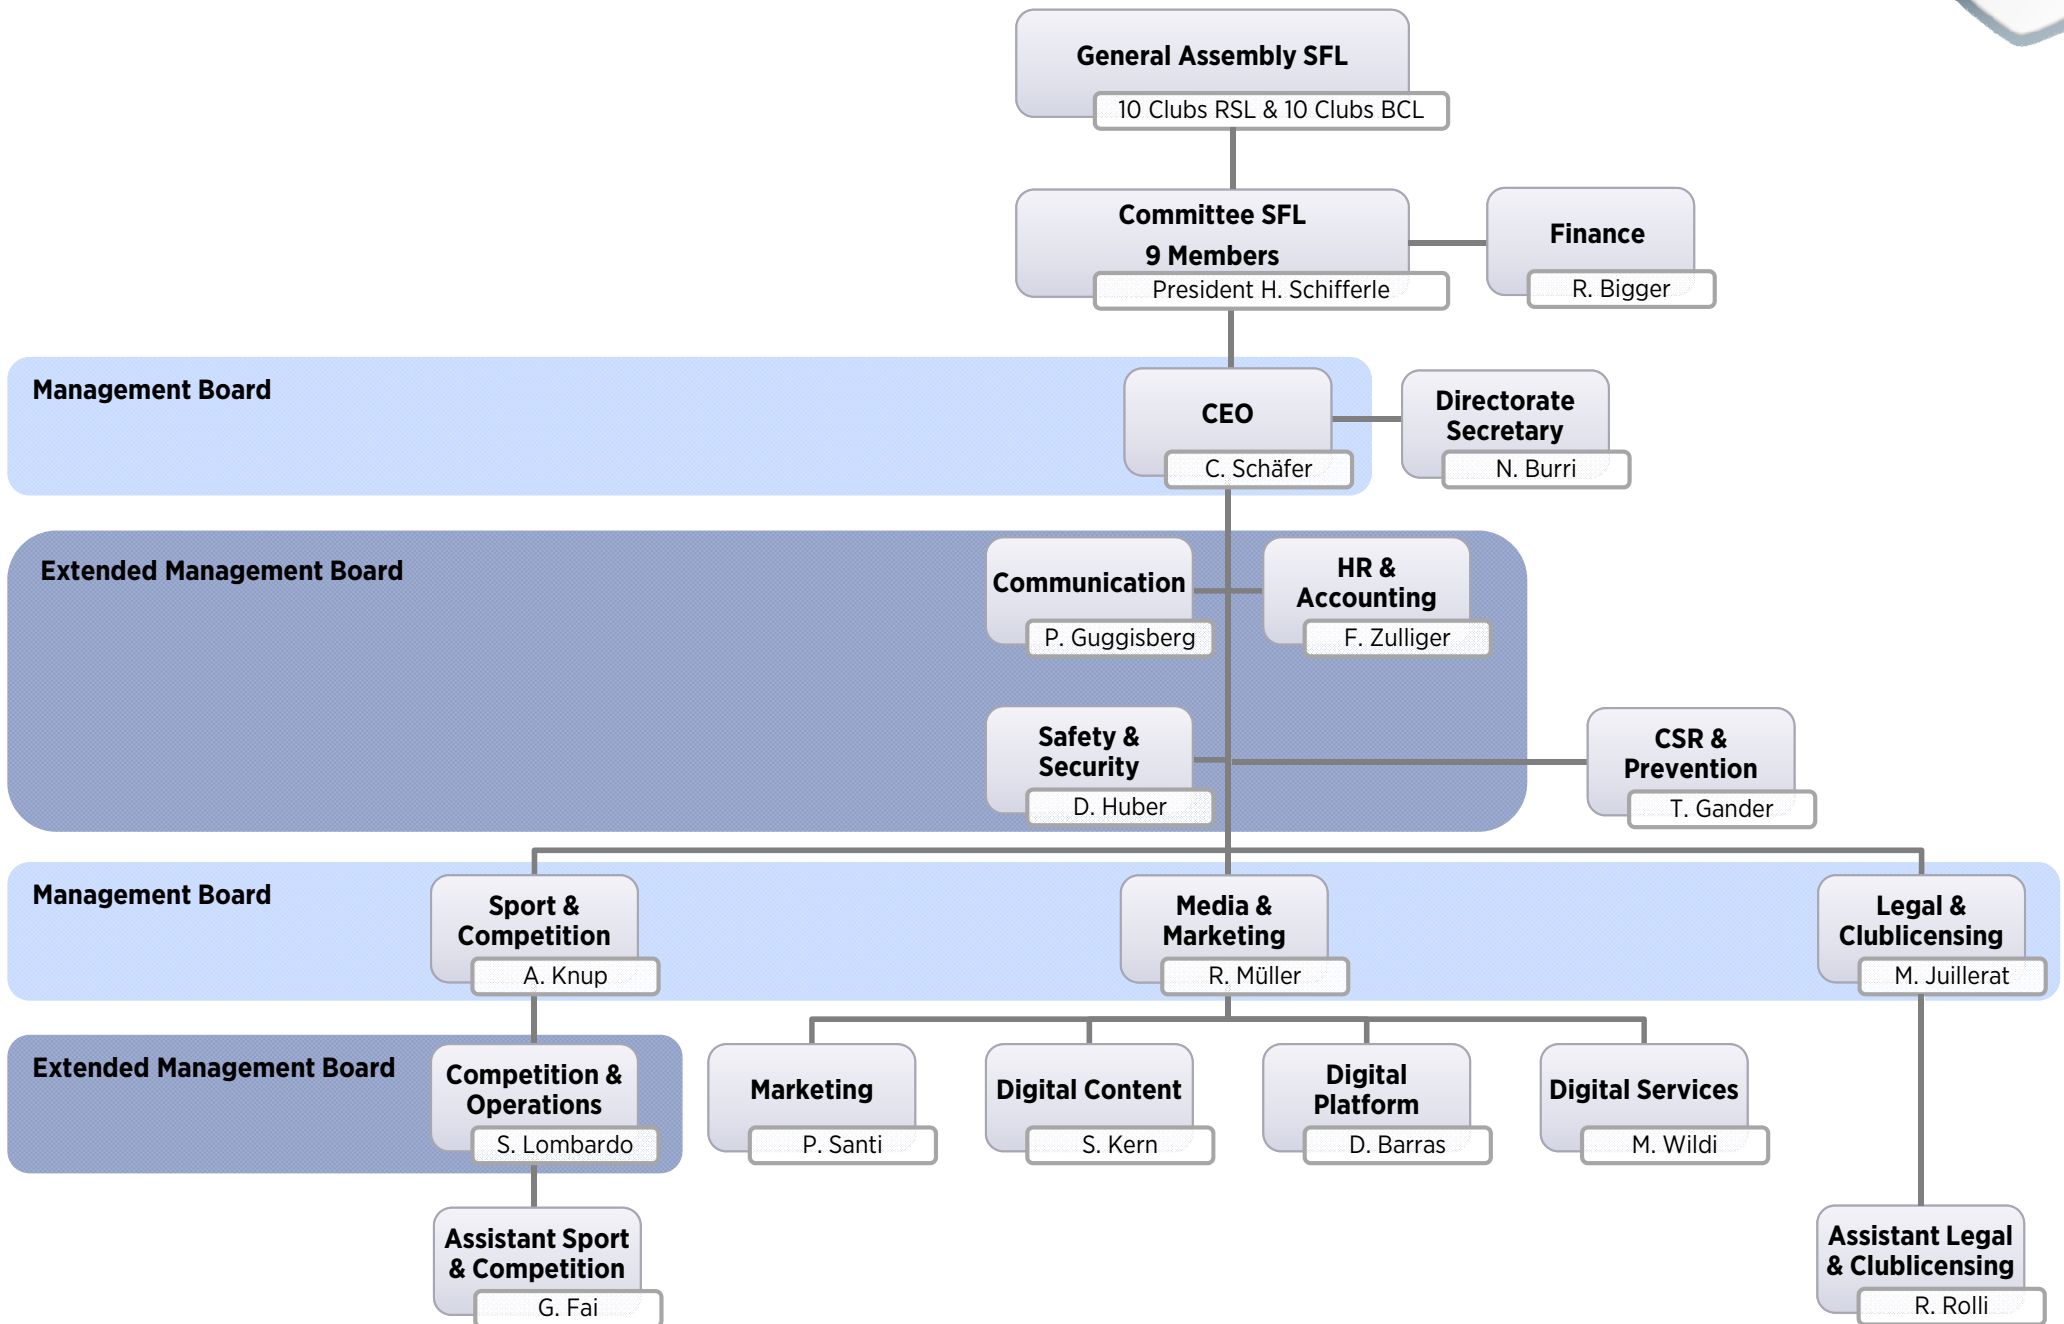 General Assembly SFL
10 Clubs RSL & 10 Clubs BCL
Committee SFL
9 Members
President H. Schifferle
Finance
R. Bigger
Management Board
CEO
C. Schäfer
Directorate
Secretary
N. Burri
Extended Management Board
Communication
P. Guggisberg
HR &
Accounting
F. Zulliger
Safety &
Security
D. Huber
CSR &
Prevention
T. Gander
Management Board
Sport &
Competition
A. Knup
Media &
Marketing
R. Müller
Legal &
Clublicensing
M. Juillerat
Extended Management Board
Competition &
Operations
S. Lombardo
Marketing
P. Santi
Digital Content
S. Kern
Digital
Platform
D. Barras
Digital Services
M. Wildi
Assistant Sport
& Competition
G. Fai
Assistant Legal
& Clublicensing
R. Rolli